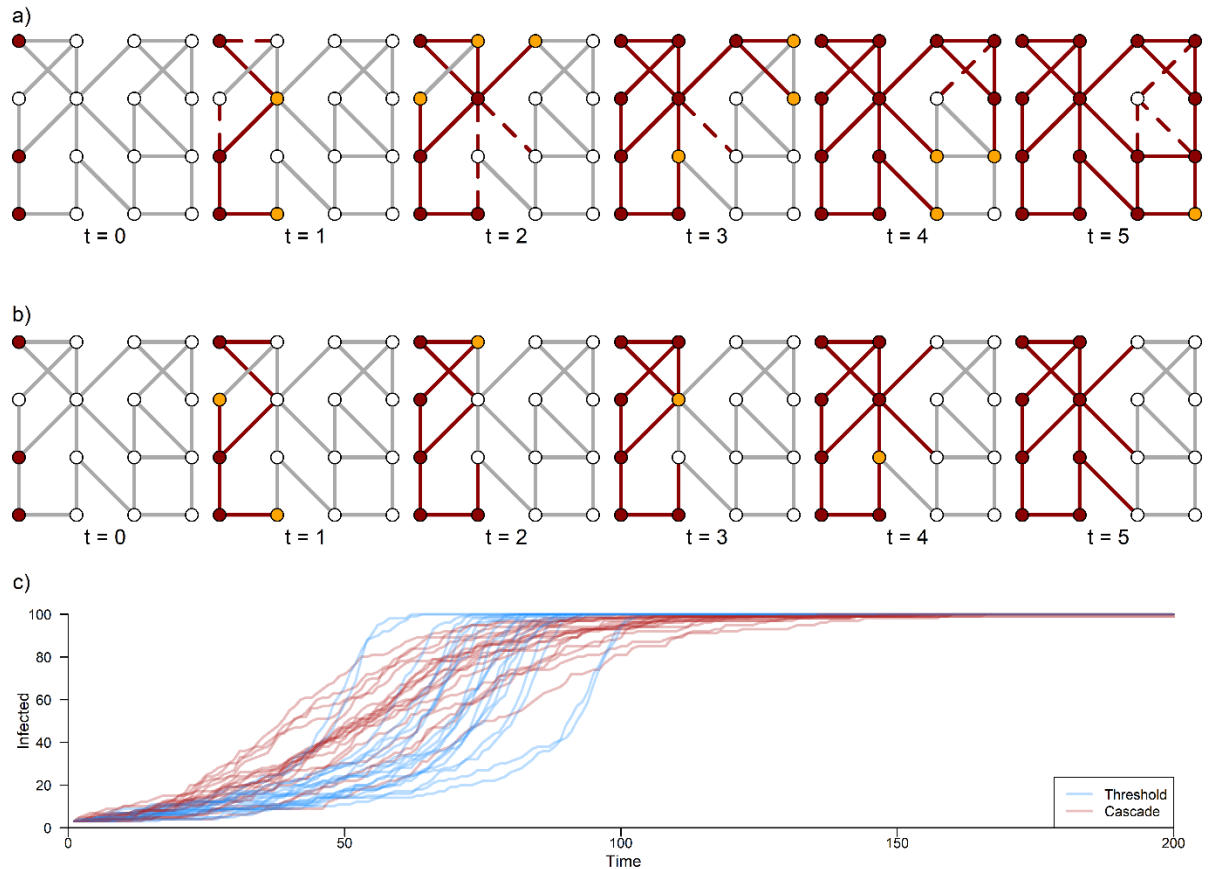 a)
t = 0 t = 1 t = 2 t = 3 t = 4 t = 5
b)
t = 0 t = 1 t = 2 t = 3 t = 4 t = 5
c)
100
80
60
40
20
0
Infected
Threshold
Cascade
0 50 100 150 200
Time